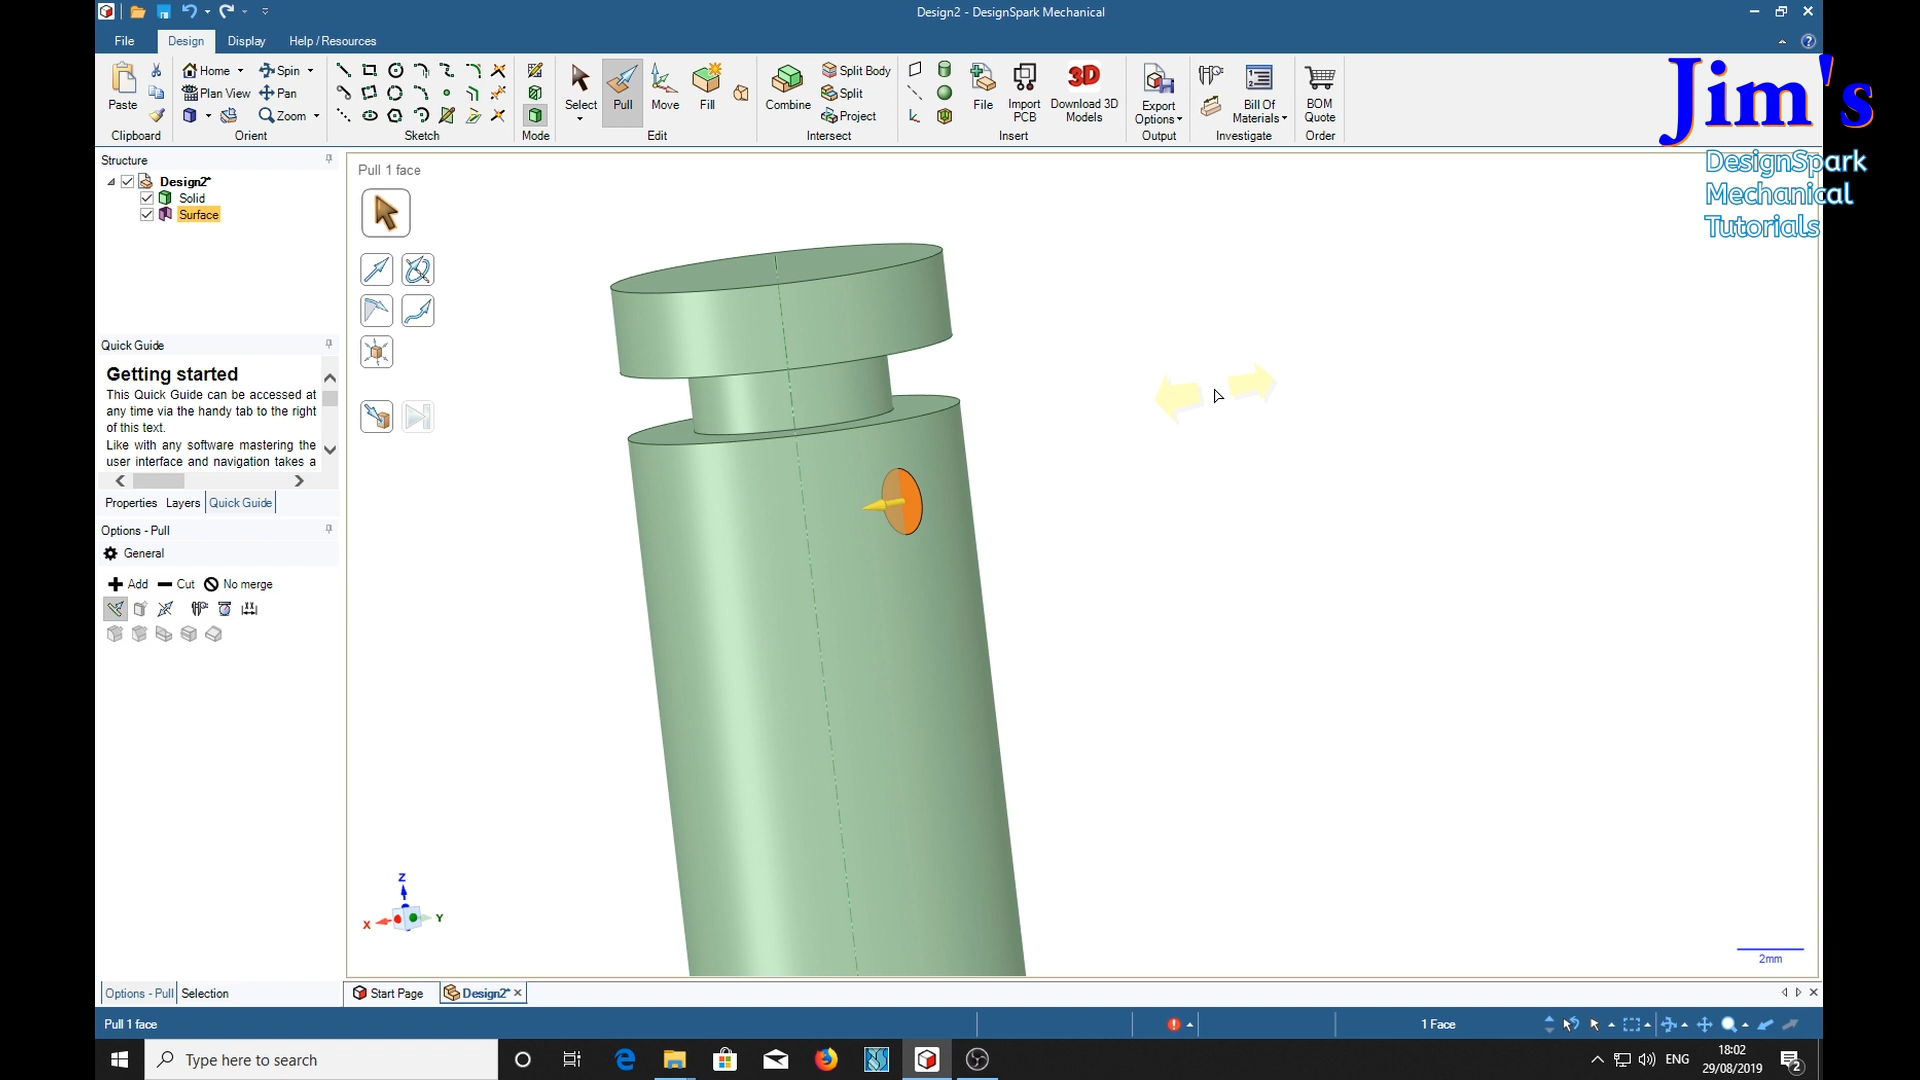 Design2 - DesignSpark Mechanical
File Design Display Help / Resources
Paste
Clipboard
Home Spin
Plan View Pan
Zoom
Orient
Sketch
Mode
Select Pull Move Fill
Edit
Combine
Split Body
Split
Project
Intersect
File Import PCB Download 3D Models
3D
Insert
Export Options
Output
Bill Of Materials
Investigate
BOM Quote
Order
Jim's
DesignSpark
Mechanical
Tutorials
Structure
Design2*
Solid
Surface
Quick Guide
Getting started
This Quick Guide can be accessed at
any time via the handy tab to the right
of this text.
Like with any software mastering the
user interface and navigation takes a
Properties Layers Quick Guide
Options - Pull
General
Add Cut No merge
Pull 1 face
Z
X
Y
2mm
Options - Pull Selection
Start Page Design2*
Pull 1 face
1 Face
Type here to search
ENG
18:02
29/08/2019
2